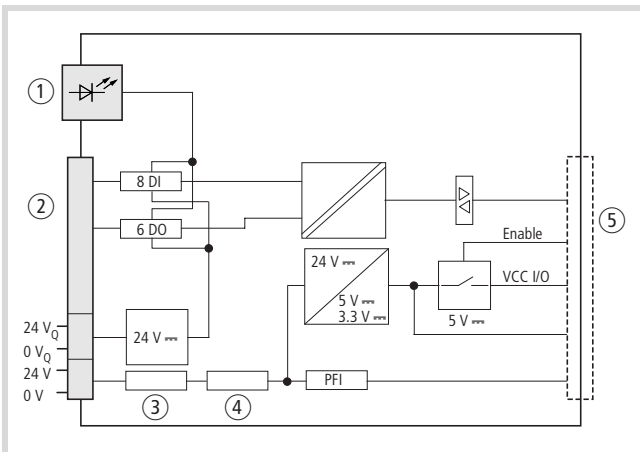 ①
8 DI
②
6 DO
⑤
Enable
24 V ⎓
5 V ⎓
3.3 V ⎓
VCC I/O
5 V ⎓
24 VQ
0 VQ
24 V
0 V
24 V ⎓
PFI
③
④